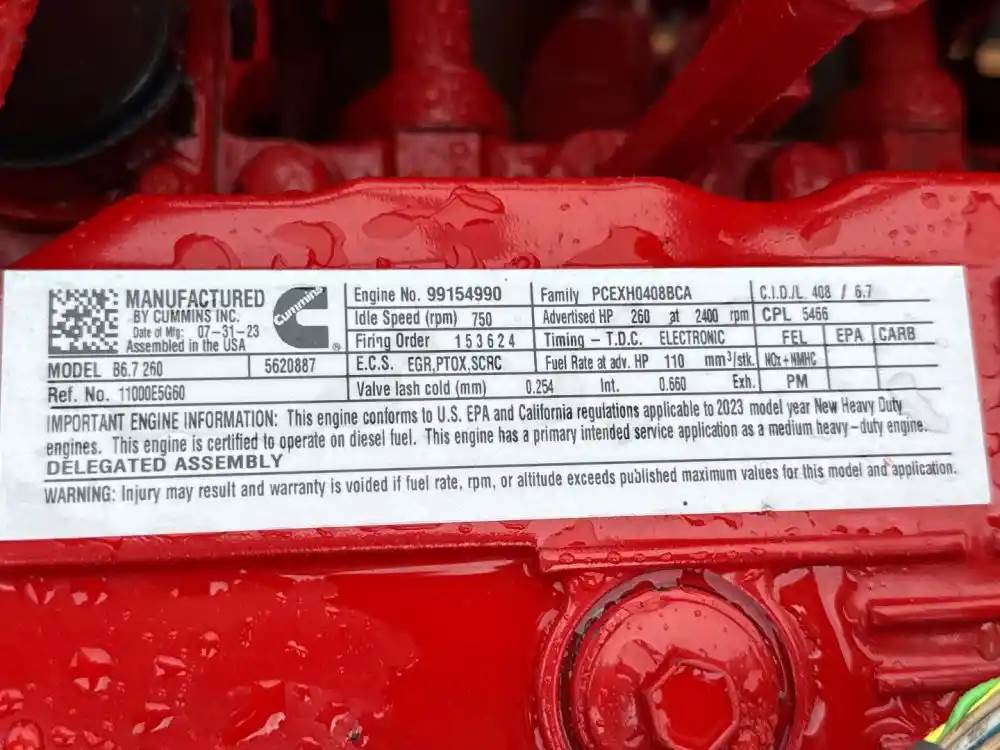 MANUFACTURED
BY CUMMINS INC.
Date of Mfg: 07-31-23
Assembled in the USA
Cummins
®
MODEL B6.7 260 5620887
Ref. No. 11000E5G60
Engine No. 99154990 Family PCEXH0408BCA C.I.D./L 408 / 6.7
Idle Speed (rpm) 750 Advertised HP 260 at 2400 rpm CPL 5466
Firing Order 153624 Timing - T.D.C. ELECTRONIC FEL EPA CARB
E.C.S. EGR,PTOX,SCRC Fuel Rate at adv. HP 110 mm³/stk. NOx+NMHC
Valve lash cold (mm) 0.254 Int. 0.660 Exh. PM
IMPORTANT ENGINE INFORMATION: This engine conforms to U.S. EPA and California regulations applicable to 2023 model year New Heavy Duty
engines. This engine is certified to operate on diesel fuel. This engine has a primary intended service application as a medium heavy-duty engine.
DELEGATED ASSEMBLY
WARNING: Injury may result and warranty is voided if fuel rate, rpm, or altitude exceeds published maximum values for this model and application.